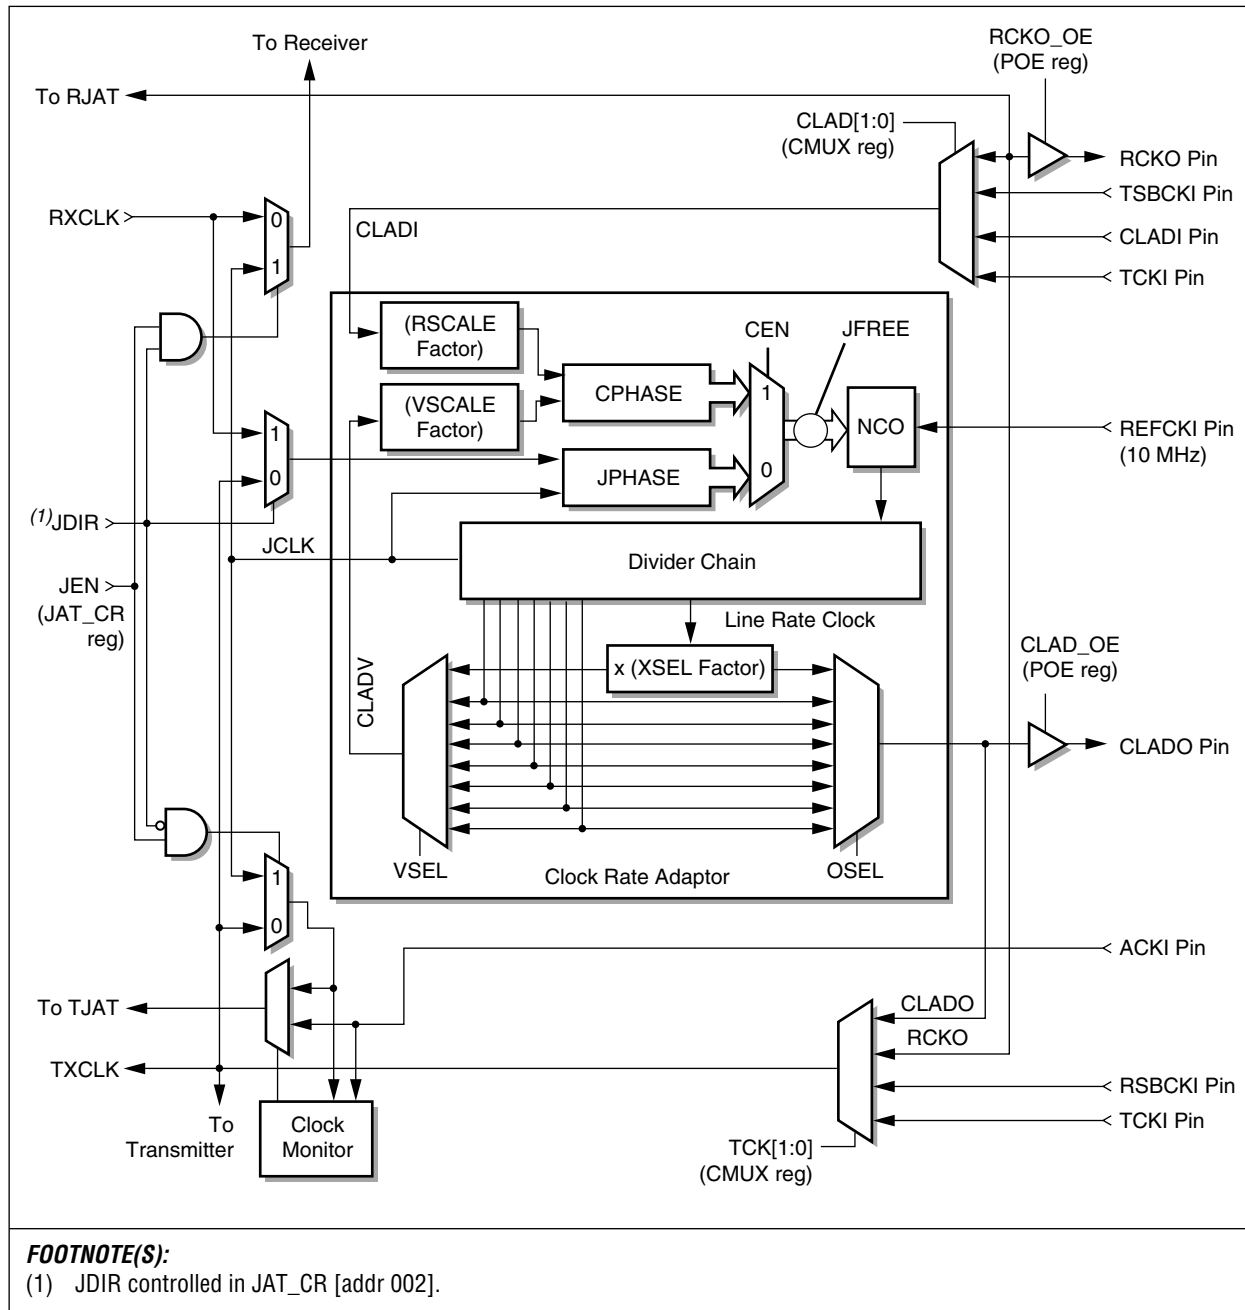 To Receiver
RCKO_OE
(POE reg)
To RJAT
CLAD[1:0]
(CMUX reg)
RCKO Pin
TSBCKI Pin
RXCLK
0
CLADI
CLADI Pin
1
TCKI Pin
(RSCALE
Factor)
CEN
JFREE
CPHASE
1
(VSCALE
Factor)
NCO
1
REFCKI Pin
(10 MHz)
0
JPHASE
0
(1)JDIR
JCLK
Divider Chain
JEN
(JAT_CR
reg)
Line Rate Clock
CLAD_OE
(POE reg)
x (XSEL Factor)
CLADV
CLADO Pin
VSEL
OSEL
Clock Rate Adaptor
1
0
ACKI Pin
To TJAT
CLADO
RCKO
TXCLK
RSBCKI Pin
To
Transmitter
Clock
Monitor
TCKI Pin
TCK[1:0]
(CMUX reg)
FOOTNOTE(S):
(1) JDIR controlled in JAT_CR [addr 002].